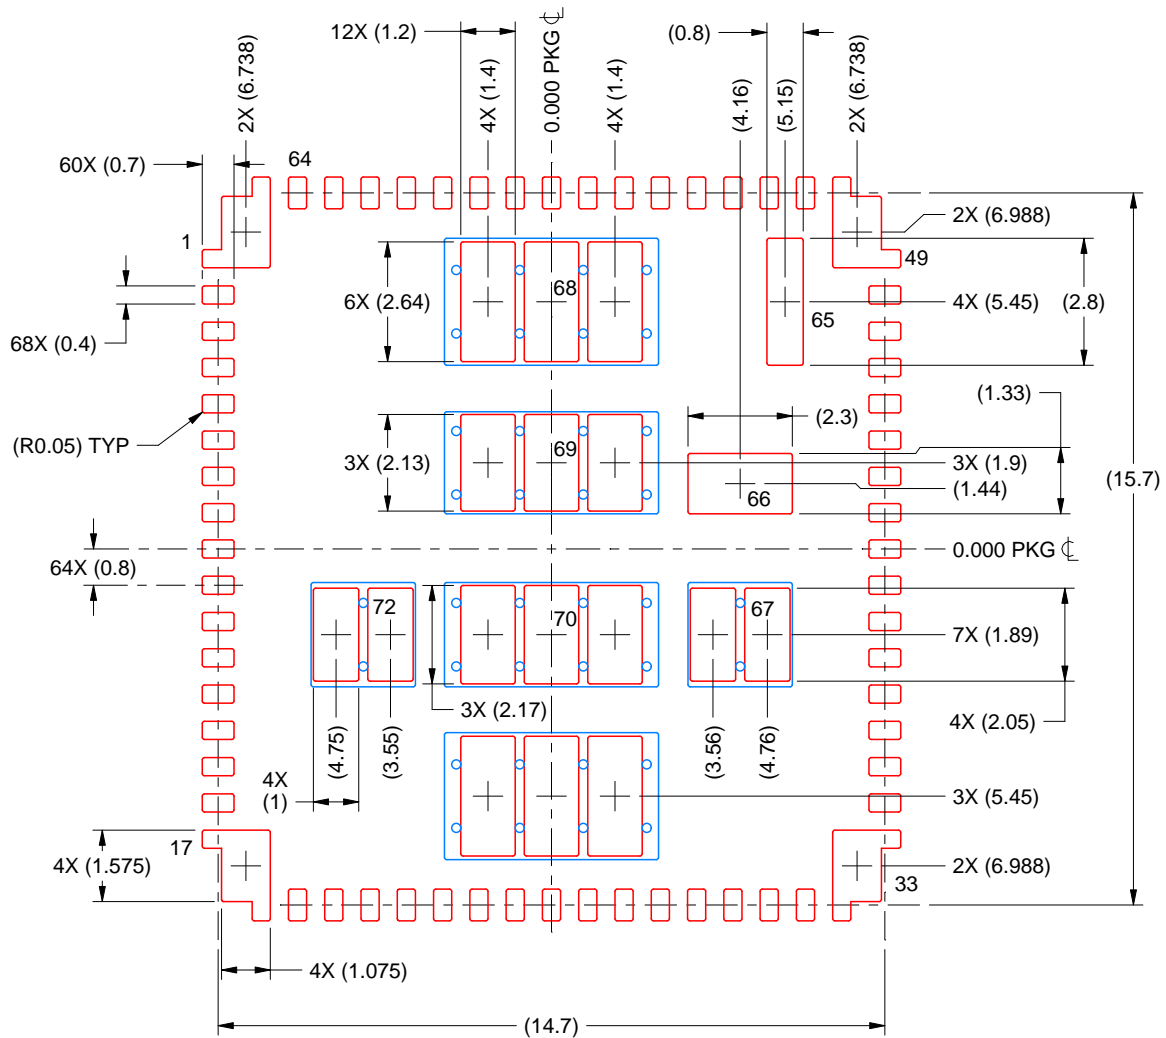 12X (1.2)
0.000 PKG ℄
(0.8)
2X (6.738)
4X (1.4)
4X (1.4)
(4.16)
(5.15)
2X (6.738)
60X (0.7)
64
2X (6.988)
1
49
6X (2.64)
68
4X (5.45)
(2.8)
65
68X (0.4)
(1.33)
(2.3)
(R0.05) TYP
69
3X (2.13)
3X (1.9)
(15.7)
66
(1.44)
0.000 PKG ℄
64X (0.8)
72
70
67
7X (1.89)
3X (2.17)
4X (2.05)
(4.75)
(3.55)
(3.56)
(4.76)
4X
(1)
3X (5.45)
17
4X (1.575)
2X (6.988)
33
4X (1.075)
(14.7)